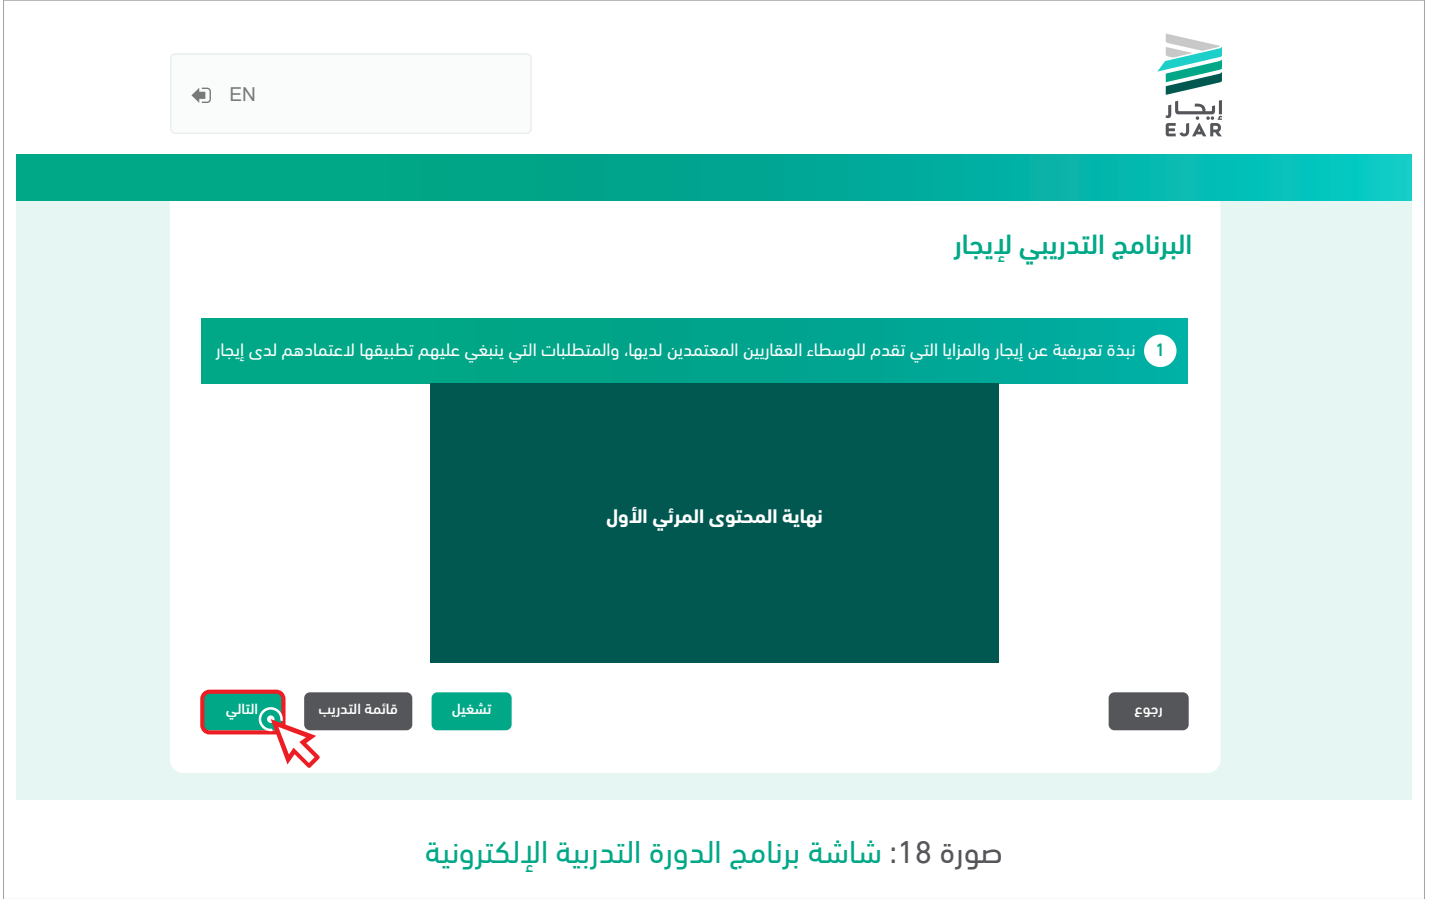 إيجـار
EJAR
EN
البرنامج التدريبي لإيجار
1 نبذة تعريفية عن إيجار والمزايا التي تقدم للوسطاء العقاريين المعتمدين لديها، والمتطلبات التي ينبغي عليهم تطبيقها لاعتمادهم لدى إيجار
نهاية المحتوى المرئي الأول
رجوع
تشغيل
قائمة التدريب
التالي
صورة 18: شاشة برنامج الدورة التدربية الإلكترونية